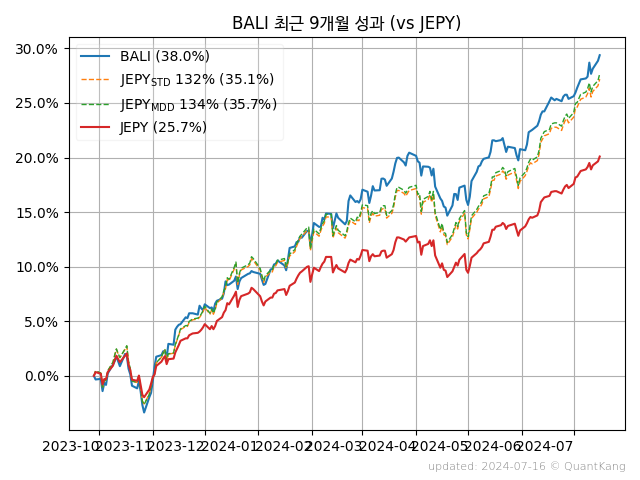 BALI 최근 9개월 성과 (vs JEPY)
BALI (38.0%)
JEPYSTD 132% (35.1%)
JEPYMDD 134% (35.7%)
JEPY (25.7%)
30.0%
25.0%
20.0%
15.0%
10.0%
5.0%
0.0%
2023-10 2023-11 2023-12 2024-01 2024-02 2024-03 2024-04 2024-05 2024-06 2024-07
updated: 2024-07-16 © QuantKang